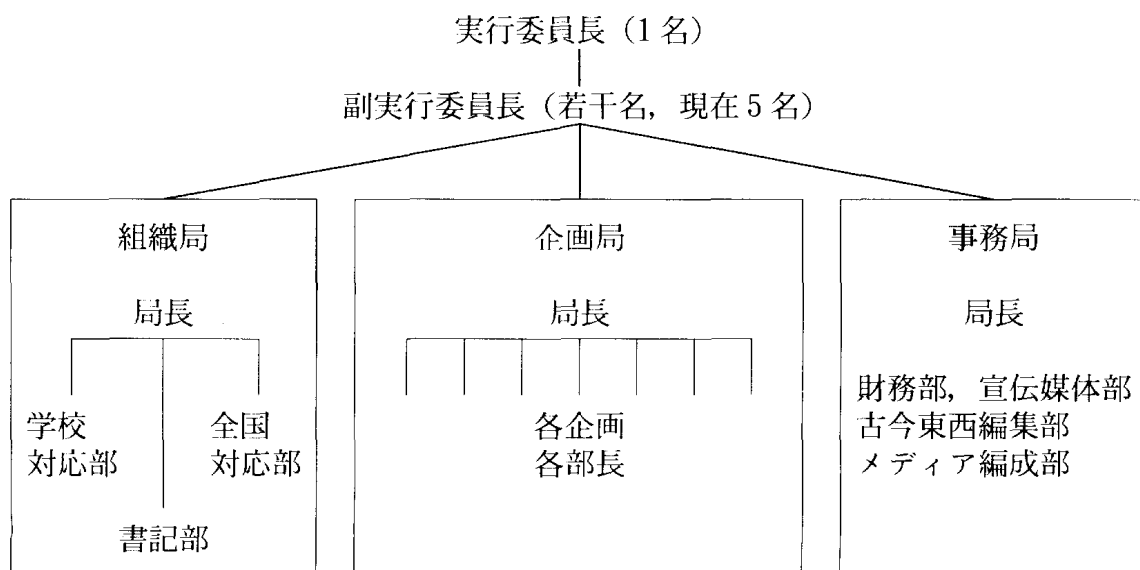 実行委員長（1名）
副実行委員長（若干名，現在5名）
組織局
局長
学校
対応部
全国
対応部
書記部
企画局
局長
各企画
各部長
事務局
局長
財務部，宣伝媒体部
古今東西編集部
メディア編成部